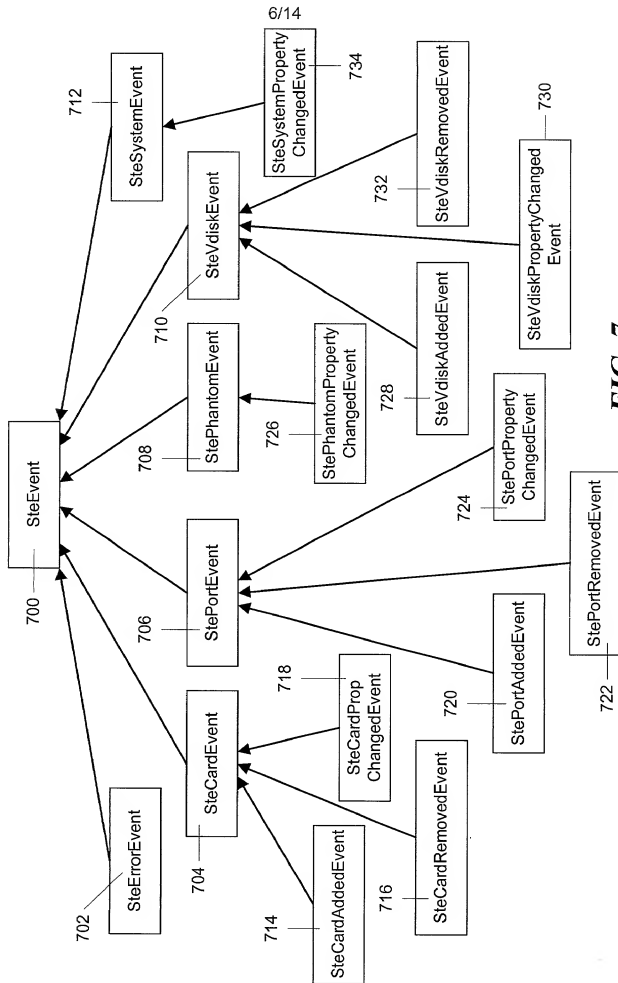 6/14
SteEvent
700
SteErrorEvent
702
SteCardEvent
704
StePortEvent
706
StePhantomEvent
708
SteVdiskEvent
710
SteSystemEvent
712
SteCardAddedEvent
714
SteCardRemovedEvent
716
SteCardProp
ChangedEvent
718
StePortAddedEvent
720
StePortRemovedEvent
722
StePortProperty
ChangedEvent
724
StePhantomProperty
ChangedEvent
726
SteVdiskAddedEvent
728
SteVdiskPropertyChanged
Event
730
SteVdiskRemovedEvent
732
SteSystemProperty
ChangedEvent
734
FIG. 7